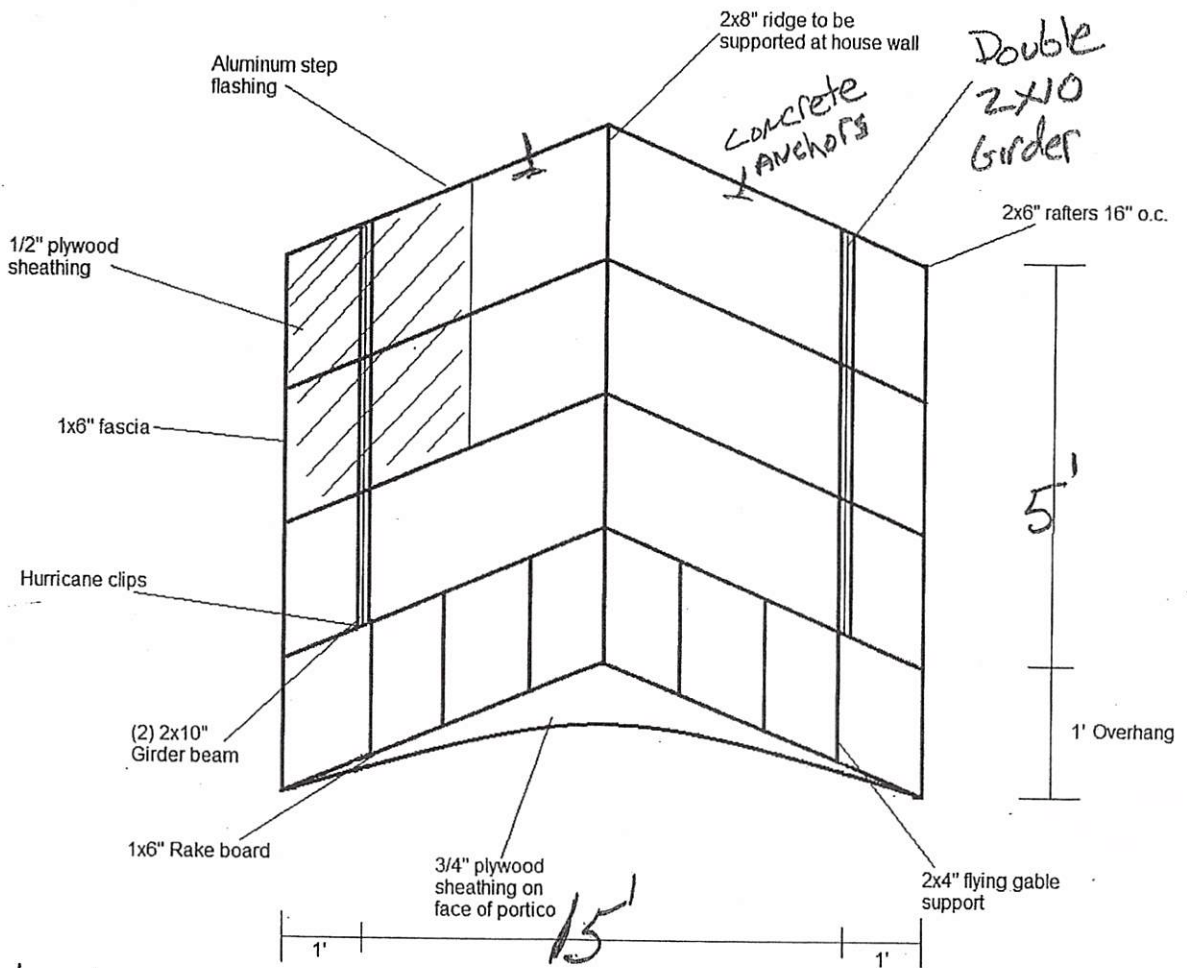 2x8" ridge to be
supported at house wall
Double
2x10
Girder
Aluminum step
flashing
Concrete
Anchors
1
1
2x6" rafters 16" o.c.
1/2" plywood
sheathing
1x6" fascia
5'
Hurricane clips
(2) 2x10"
Girder beam
1' Overhang
1x6" Rake board
3/4" plywood
sheathing on
face of portico
2x4" flying gable
support
1'
15'
1'